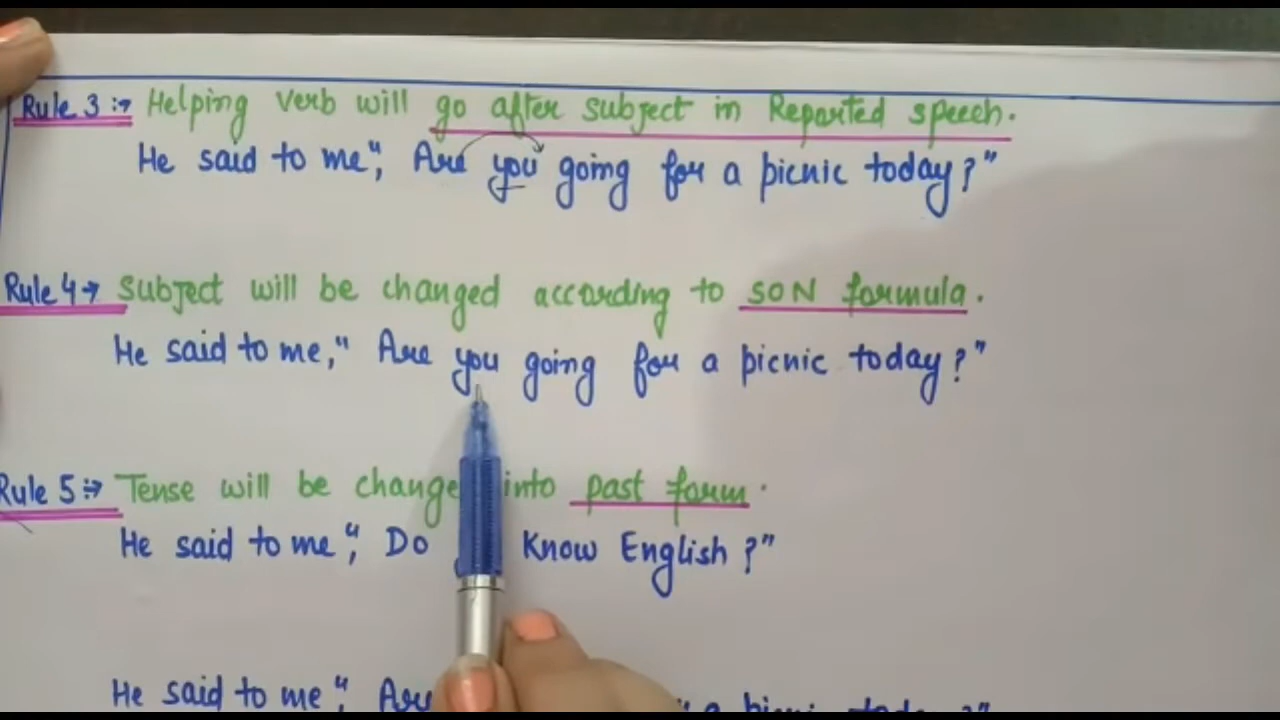 Rule 3 :→ Helping verb will go after subject in Reported speech.
He said to me", Are you going for a picnic today?"
Rule 4→ Subject will be changed according to SON formula.
He said to me," Are you going for a picnic today?"
Rule 5:→ Tense will be change into past form.
He said to me", Do Know English?"
He said to me", Are a picnic today?"